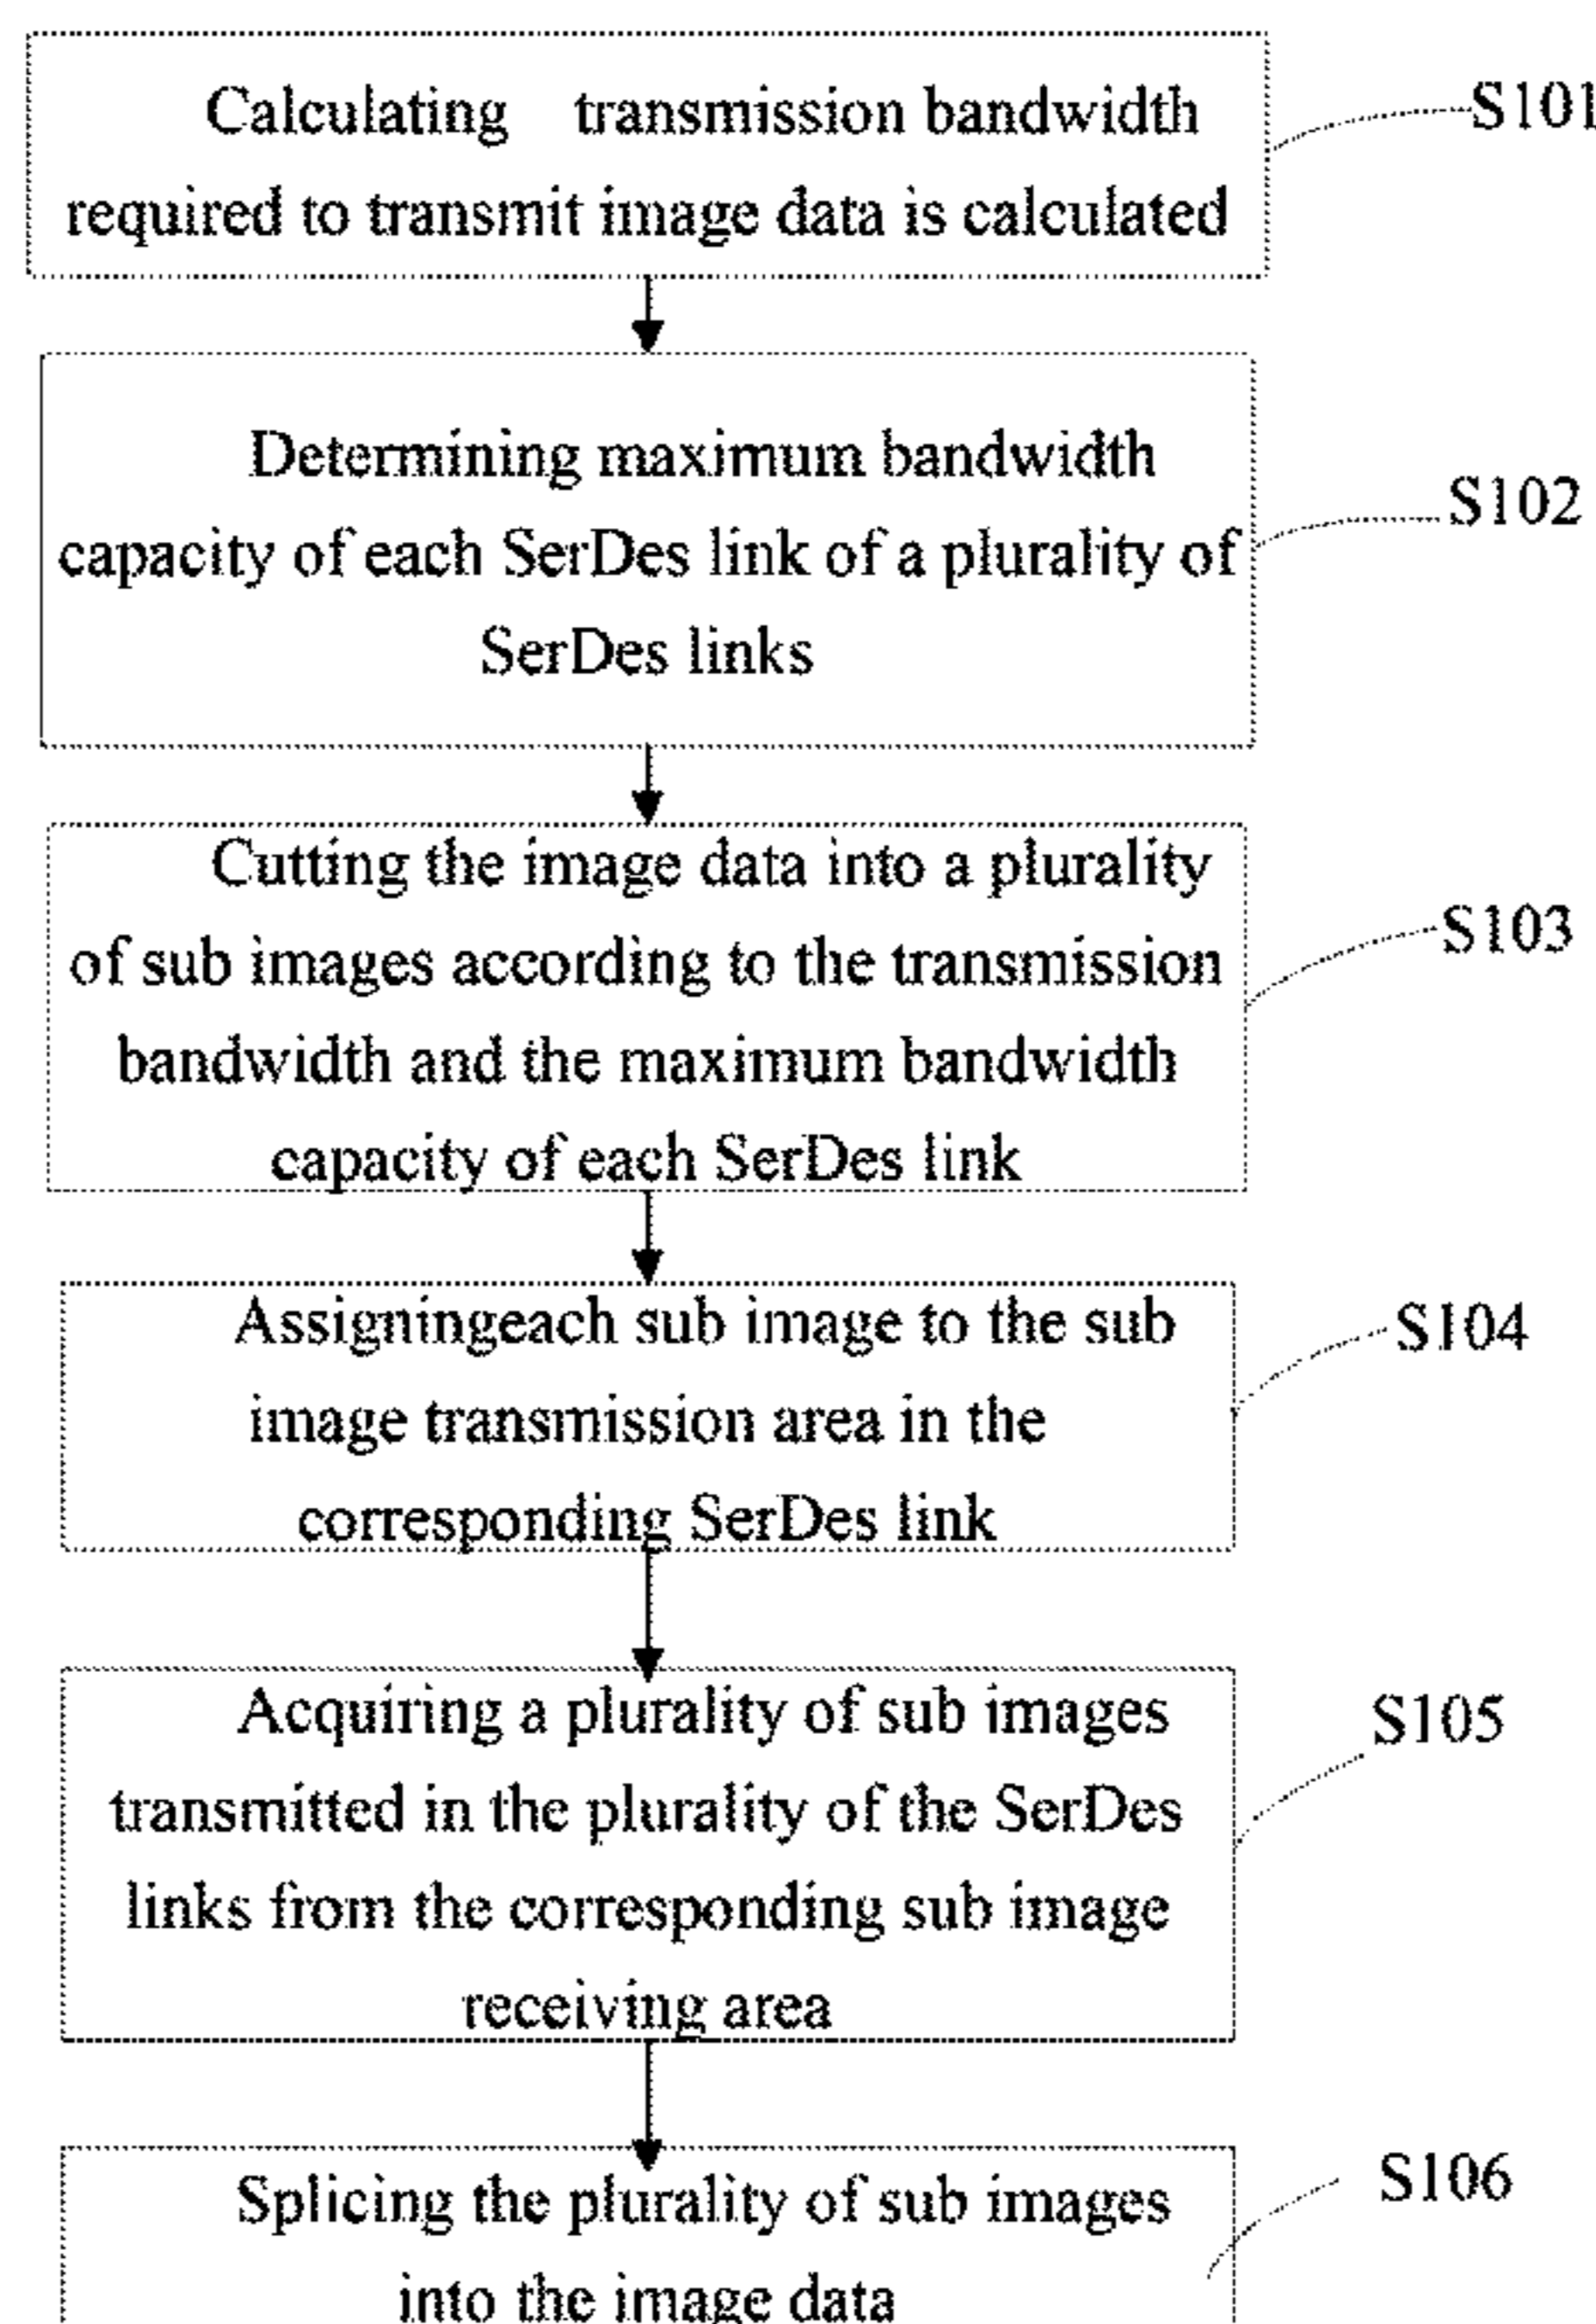 Calculating transmission bandwidth
required to transmit image data is calculated
S101
Determining maximum bandwidth
capacity of each SerDes link of a plurality of
SerDes links
S102
Cutting the image data into a plurality
of sub images according to the transmission
bandwidth and the maximum bandwidth
capacity of each SerDes link
S103
Assigningeach sub image to the sub
image transmission area in the
corresponding SerDes link
S104
Acquiring a plurality of sub images
transmitted in the plurality of the SerDes
links from the corresponding sub image
receiving area
S105
Splicing the plurality of sub images
into the image data
S106